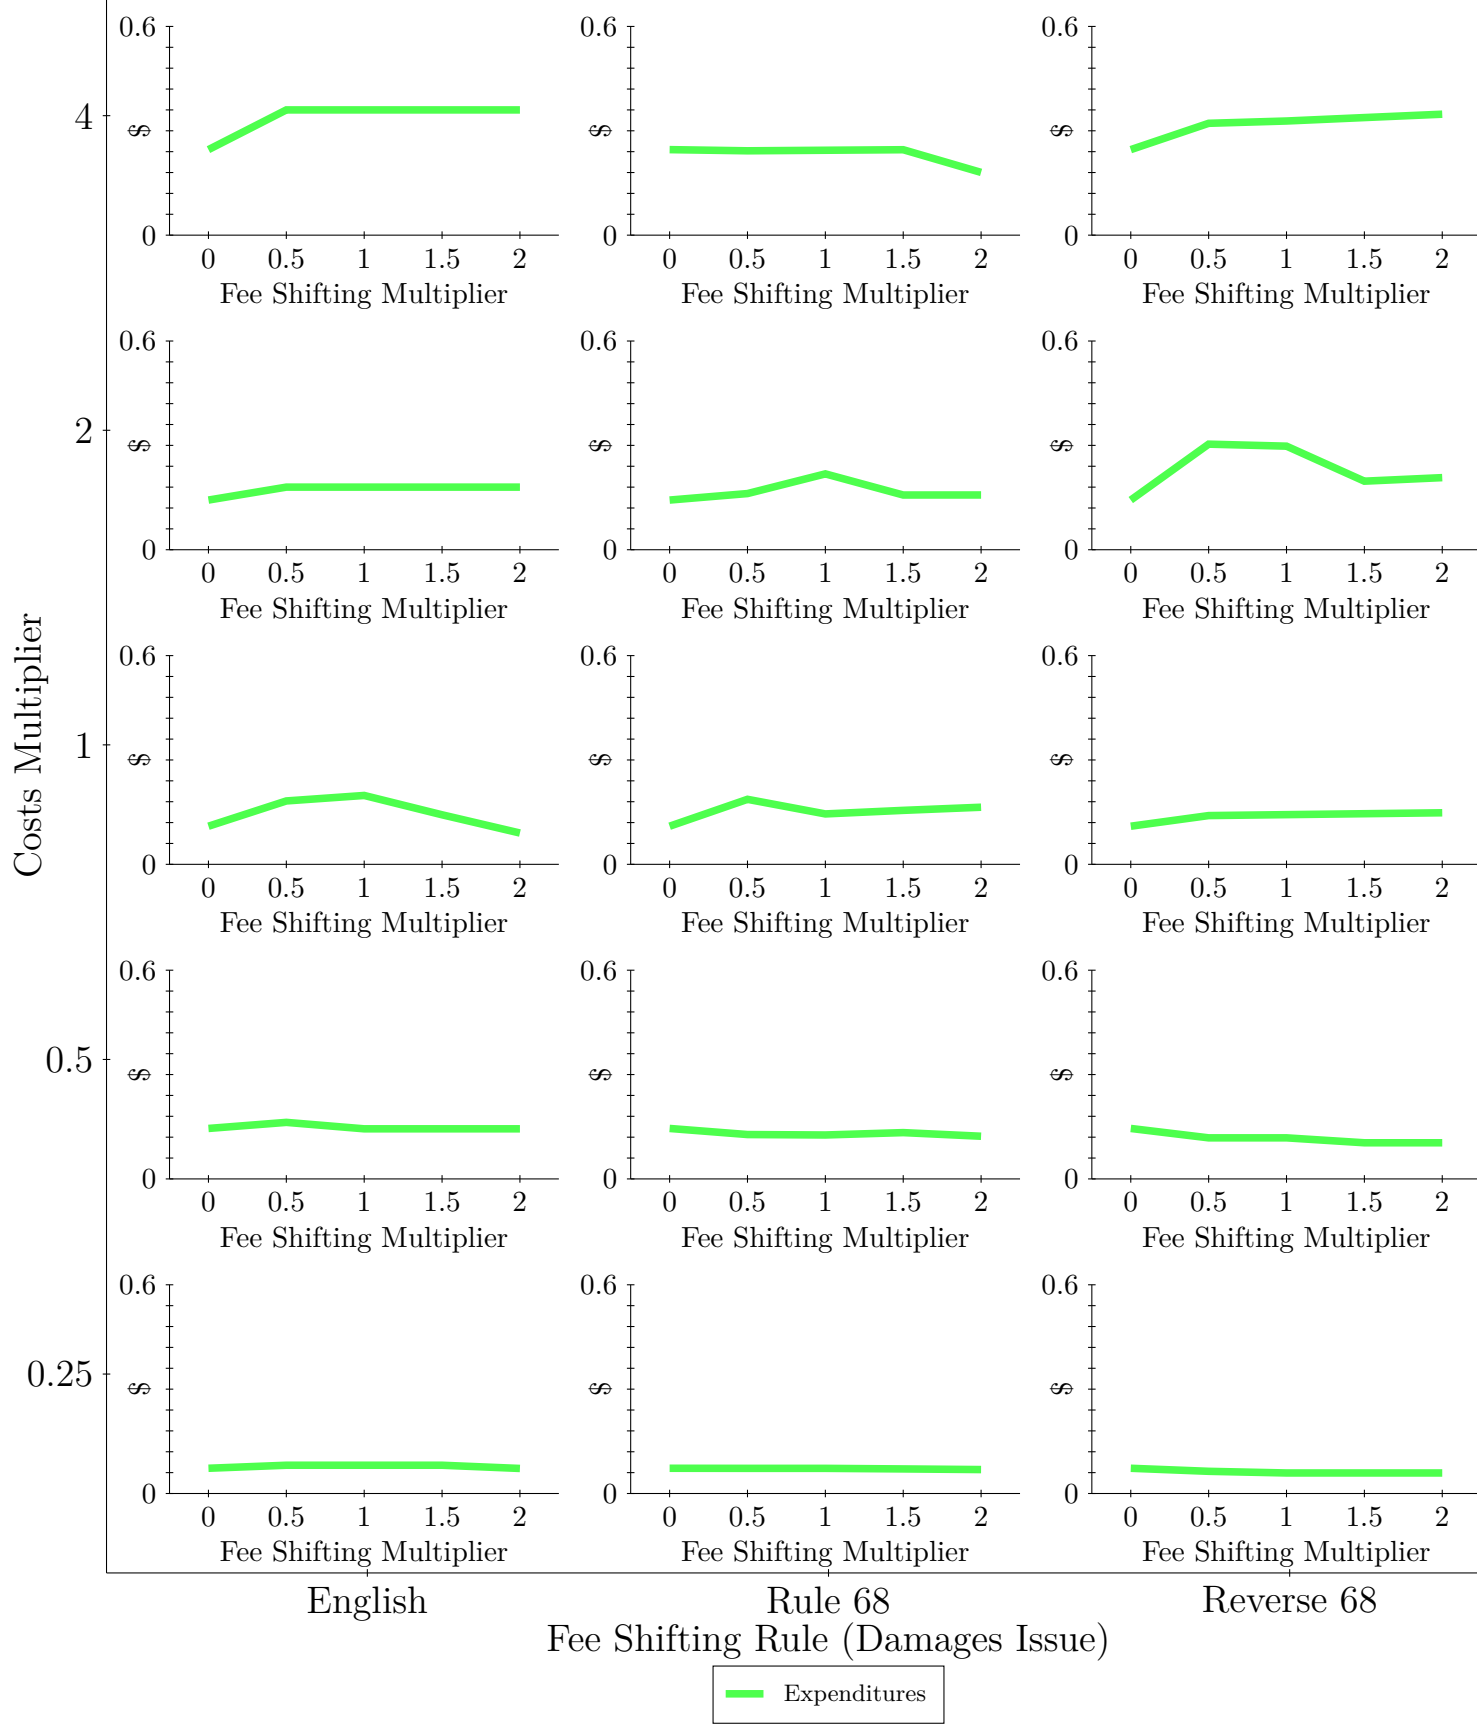 0.6 0.6 0.6
4 $ $ $
0 0 0
0 0.5 1 1.5 2 0 0.5 1 1.5 2 0 0.5 1 1.5 2
Fee Shifting Multiplier Fee Shifting Multiplier Fee Shifting Multiplier
0.6 0.6 0.6
2 $ $ $
0 0 0
0 0.5 1 1.5 2 0 0.5 1 1.5 2 0 0.5 1 1.5 2
Fee Shifting Multiplier Fee Shifting Multiplier Fee Shifting Multiplier
Costs Multiplier
0.6 0.6 0.6
1 $ $ $
0 0 0
0 0.5 1 1.5 2 0 0.5 1 1.5 2 0 0.5 1 1.5 2
Fee Shifting Multiplier Fee Shifting Multiplier Fee Shifting Multiplier
0.6 0.6 0.6
0.5 $ $ $
0 0 0
0 0.5 1 1.5 2 0 0.5 1 1.5 2 0 0.5 1 1.5 2
Fee Shifting Multiplier Fee Shifting Multiplier Fee Shifting Multiplier
0.6 0.6 0.6
0.25 $ $ $
0 0 0
0 0.5 1 1.5 2 0 0.5 1 1.5 2 0 0.5 1 1.5 2
Fee Shifting Multiplier Fee Shifting Multiplier Fee Shifting Multiplier
English Rule 68 Reverse 68
Fee Shifting Rule (Damages Issue)
Expenditures